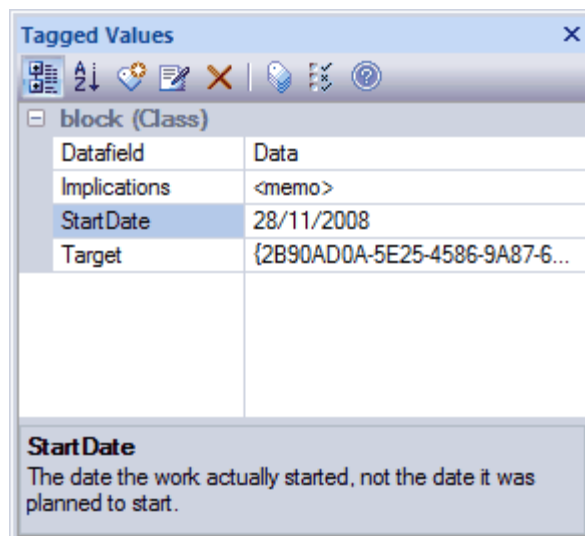 Tagged Values
block (Class)
Datafield Data
Implications <memo>
StartDate 28/11/2008
Target {2B90AD0A-5E25-4586-9A87-6...
StartDate
The date the work actually started, not the date it was
planned to start.